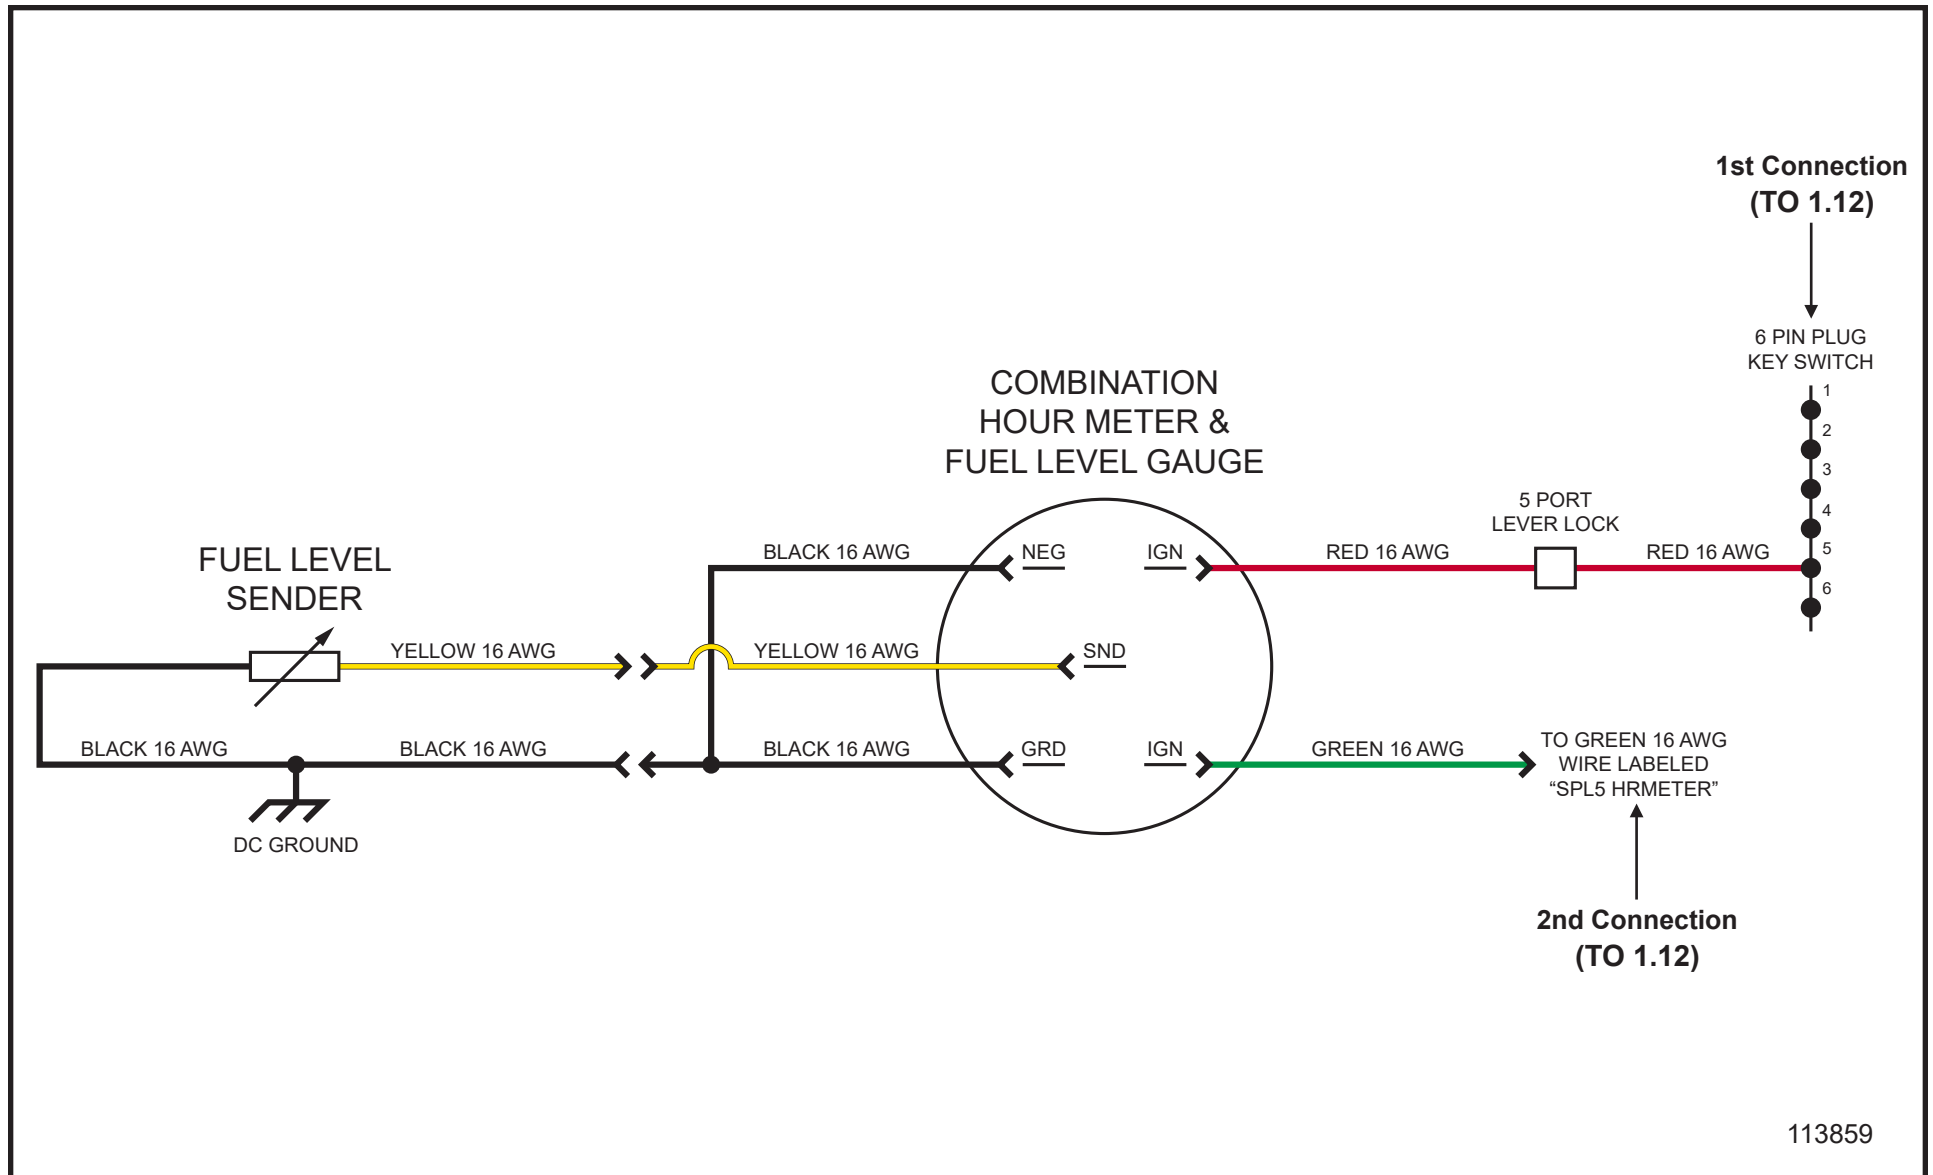 1st Connection
(TO 1.12)
6 PIN PLUG
KEY SWITCH
1
2
3
4
5
6
COMBINATION
HOUR METER &
FUEL LEVEL GAUGE
5 PORT
LEVER LOCK
FUEL LEVEL
SENDER
BLACK 16 AWG
NEG
IGN
RED 16 AWG
RED 16 AWG
YELLOW 16 AWG
YELLOW 16 AWG
SND
BLACK 16 AWG
BLACK 16 AWG
BLACK 16 AWG
GRD
IGN
GREEN 16 AWG
TO GREEN 16 AWG
WIRE LABELED
“SPL5 HRMETER”
DC GROUND
2nd Connection
(TO 1.12)
113859